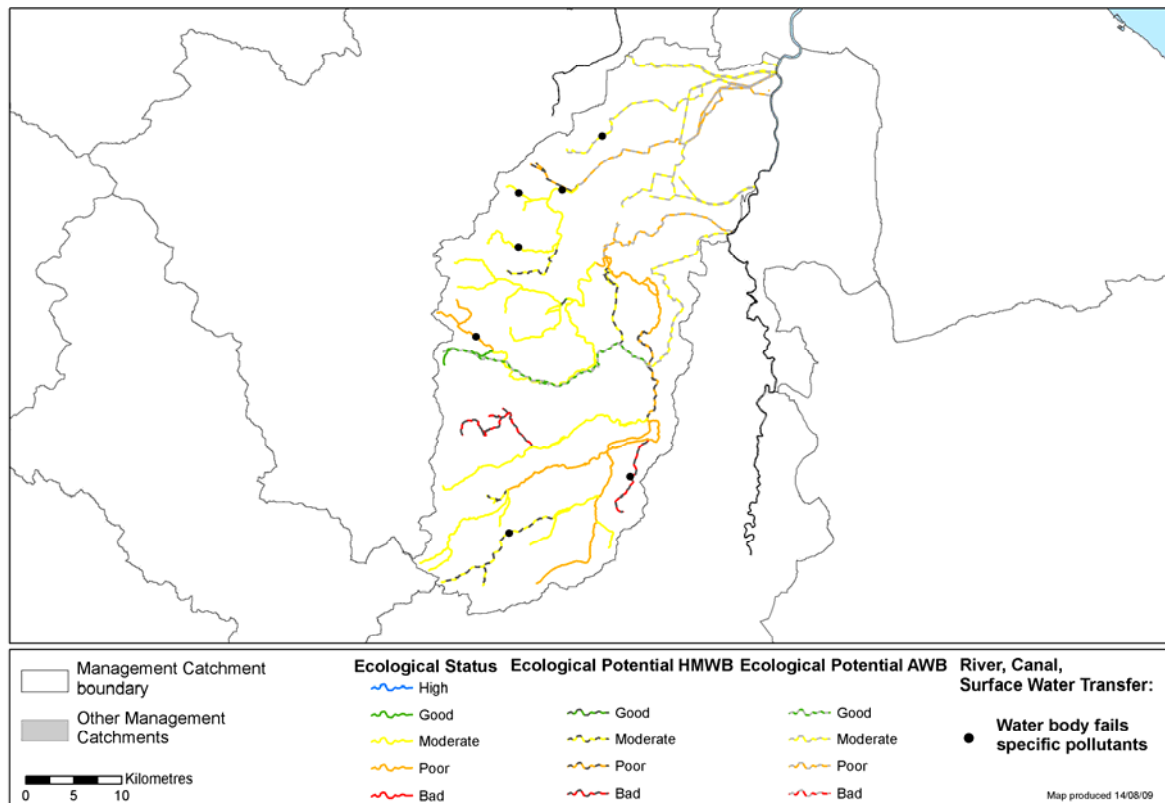 Management Catchment
boundary
Other Management
Catchments
Kilometres
0 5 10
Ecological Status
High
Good
Moderate
Poor
Bad
Ecological Potential HMWB
Good
Moderate
Poor
Bad
Ecological Potential AWB
Good
Moderate
Poor
Bad
River, Canal,
Surface Water Transfer:
Water body fails
specific pollutants
Map produced 14/08/09